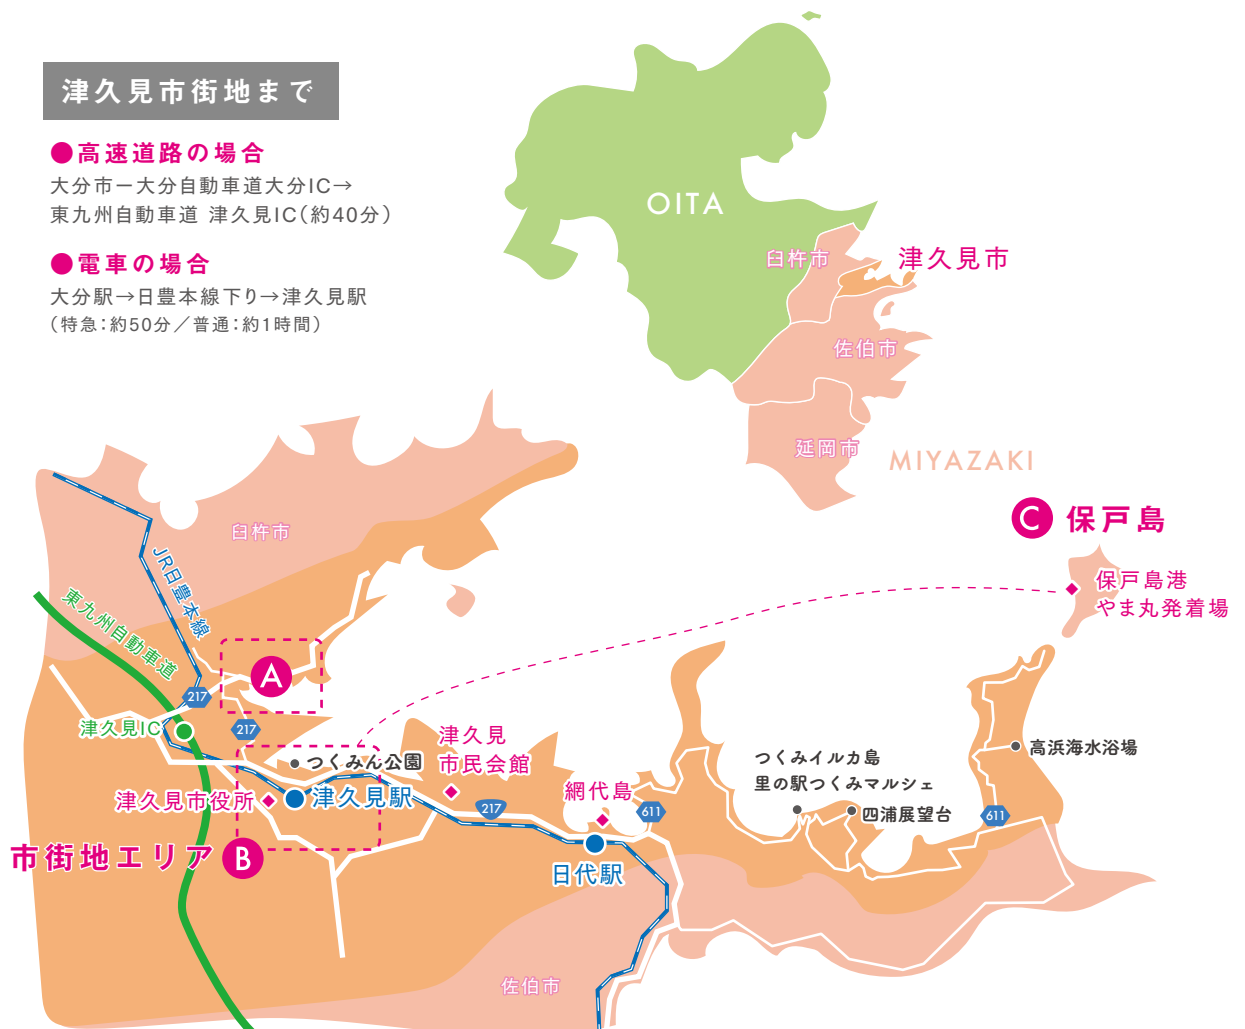 津久見市街地まで
●高速道路の場合
大分市ー大分自動車道大分IC→
東九州自動車道 津久見IC(約40分)
●電車の場合
大分駅→日豊本線下り→津久見駅
(特急:約50分/普通:約1時間)
OITA
臼杵市
津久見市
佐伯市
延岡市
MIYAZAKI
C 保戸島
保戸島港
やま丸発着場
臼杵市
JR日豊本線
東九州自動車道
A
217
217
津久見IC
つくみん公園
津久見
市民会館
津久見市役所
津久見駅
217
網代島
611
つくみイルカ島
里の駅つくみマルシェ
四浦展望台
高浜海水浴場
611
市街地エリア B
日代駅
佐伯市